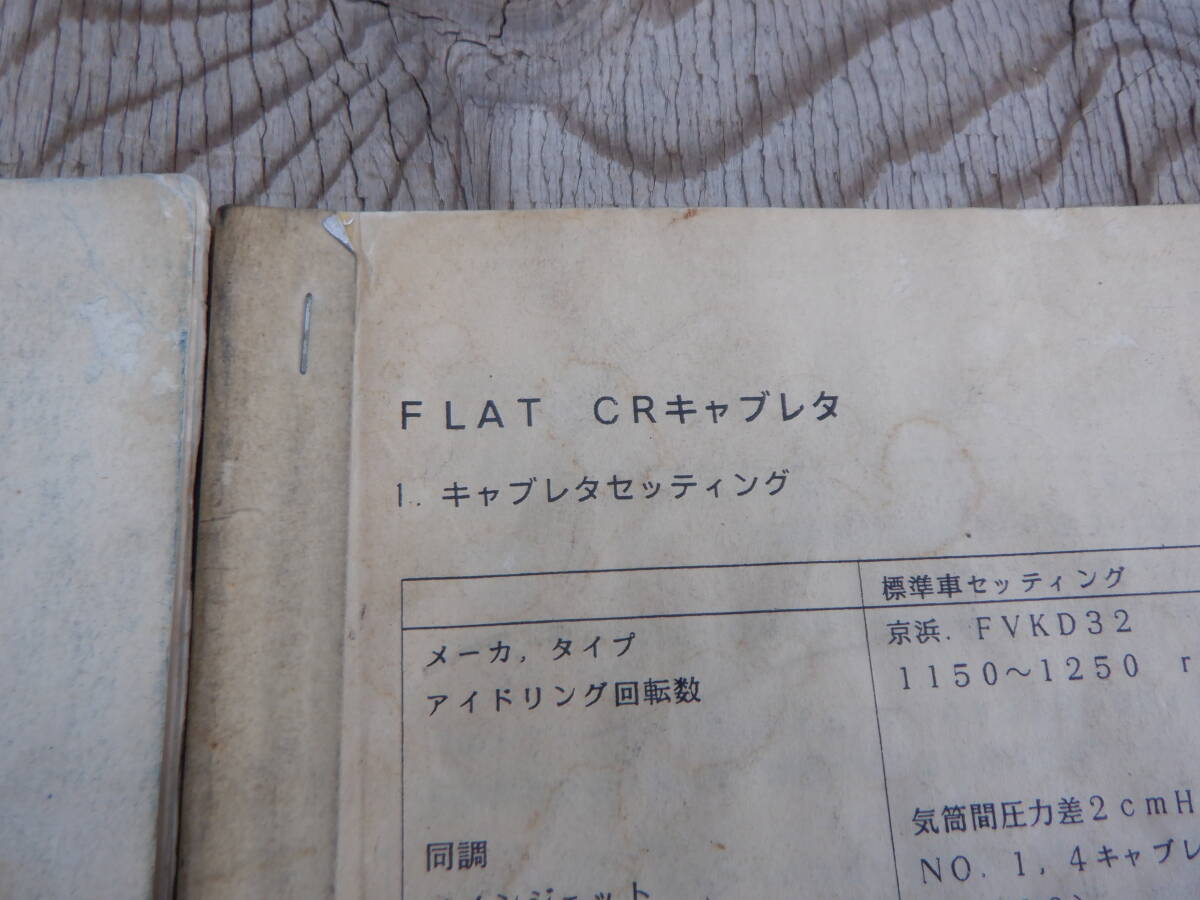 ＦＬＡＴ　ＣＲキャブレタ
1. キャブレタセッティング
標準車セッティング
メーカ, タイプ
京浜. ＦＶＫＤ３２
アイドリング回転数
１１５０～１２５０ ｒ
気筒間圧力差２ｃｍＨ
同調
ＮＯ. １, ４キャブレ